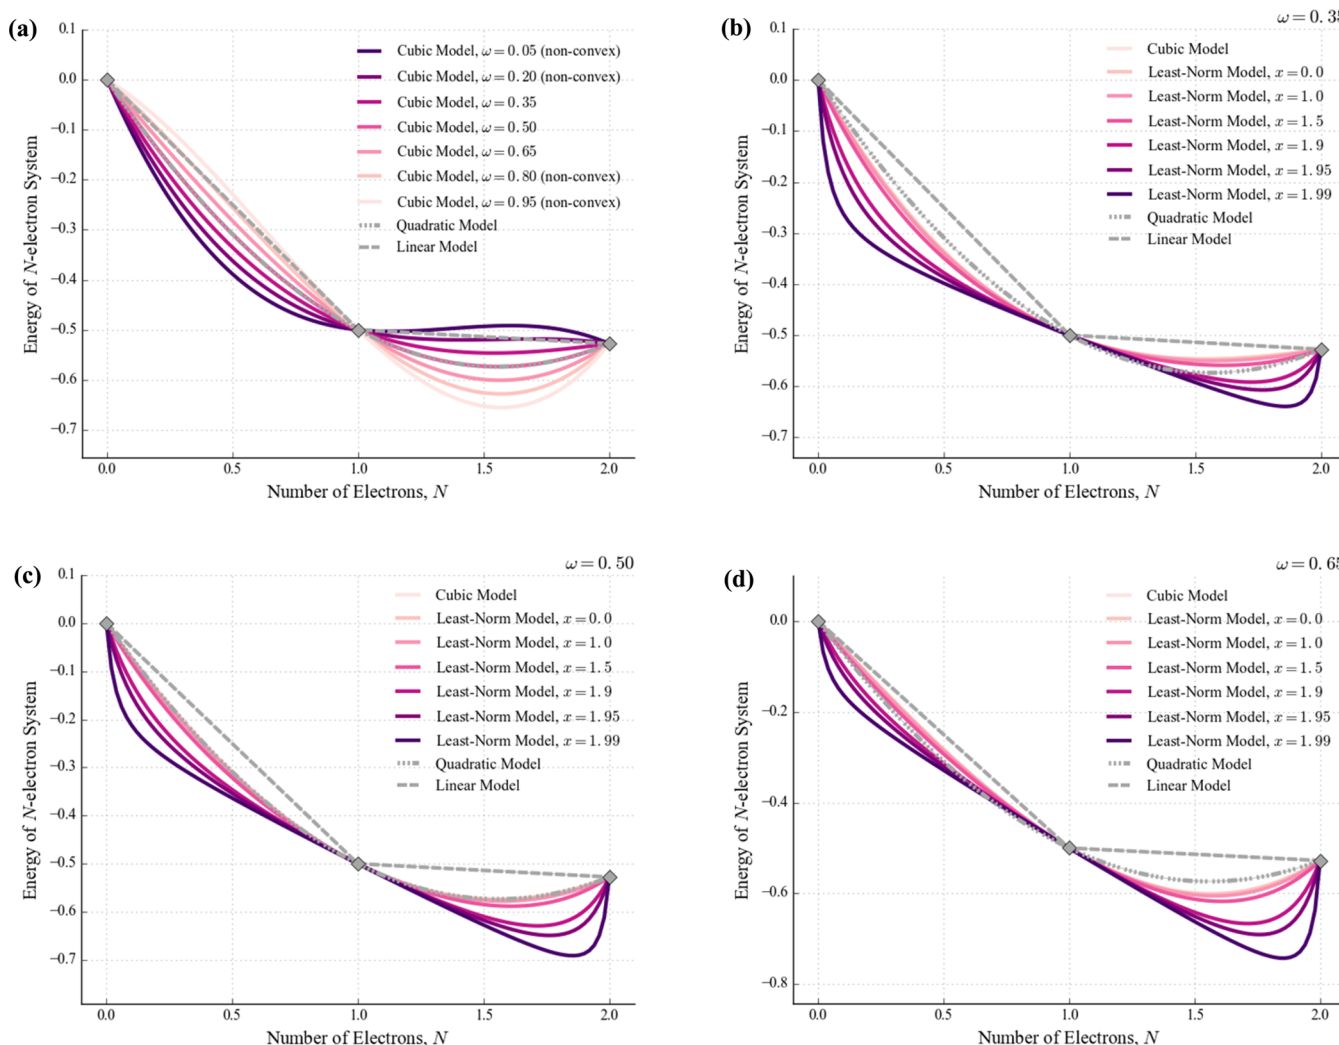 (a)
0.1
0.0
−0.1
−0.2
−0.3
−0.4
−0.5
−0.6
−0.7
Energy of N-electron System
Cubic Model, ω = 0.05 (non-convex)
Cubic Model, ω = 0.20 (non-convex)
Cubic Model, ω = 0.35
Cubic Model, ω = 0.50
Cubic Model, ω = 0.65
Cubic Model, ω = 0.80 (non-convex)
Cubic Model, ω = 0.95 (non-convex)
Quadratic Model
Linear Model
0.0 0.5 1.0 1.5 2.0
Number of Electrons, N
(b)
ω = 0.35
0.1
0.0
−0.1
−0.2
−0.3
−0.4
−0.5
−0.6
−0.7
Energy of N-electron System
Cubic Model
Least-Norm Model, x = 0.0
Least-Norm Model, x = 1.0
Least-Norm Model, x = 1.5
Least-Norm Model, x = 1.9
Least-Norm Model, x = 1.95
Least-Norm Model, x = 1.99
Quadratic Model
Linear Model
0.0 0.5 1.0 1.5 2.0
Number of Electrons, N
(c)
ω = 0.50
0.1
0.0
−0.1
−0.2
−0.3
−0.4
−0.5
−0.6
−0.7
Energy of N-electron System
Cubic Model
Least-Norm Model, x = 0.0
Least-Norm Model, x = 1.0
Least-Norm Model, x = 1.5
Least-Norm Model, x = 1.9
Least-Norm Model, x = 1.95
Least-Norm Model, x = 1.99
Quadratic Model
Linear Model
0.0 0.5 1.0 1.5 2.0
Number of Electrons, N
(d)
ω = 0.65
0.0
−0.2
−0.4
−0.6
−0.8
Energy of N-electron System
Cubic Model
Least-Norm Model, x = 0.0
Least-Norm Model, x = 1.0
Least-Norm Model, x = 1.5
Least-Norm Model, x = 1.9
Least-Norm Model, x = 1.95
Least-Norm Model, x = 1.99
Quadratic Model
Linear Model
0.0 0.5 1.0 1.5 2.0
Number of Electrons, N